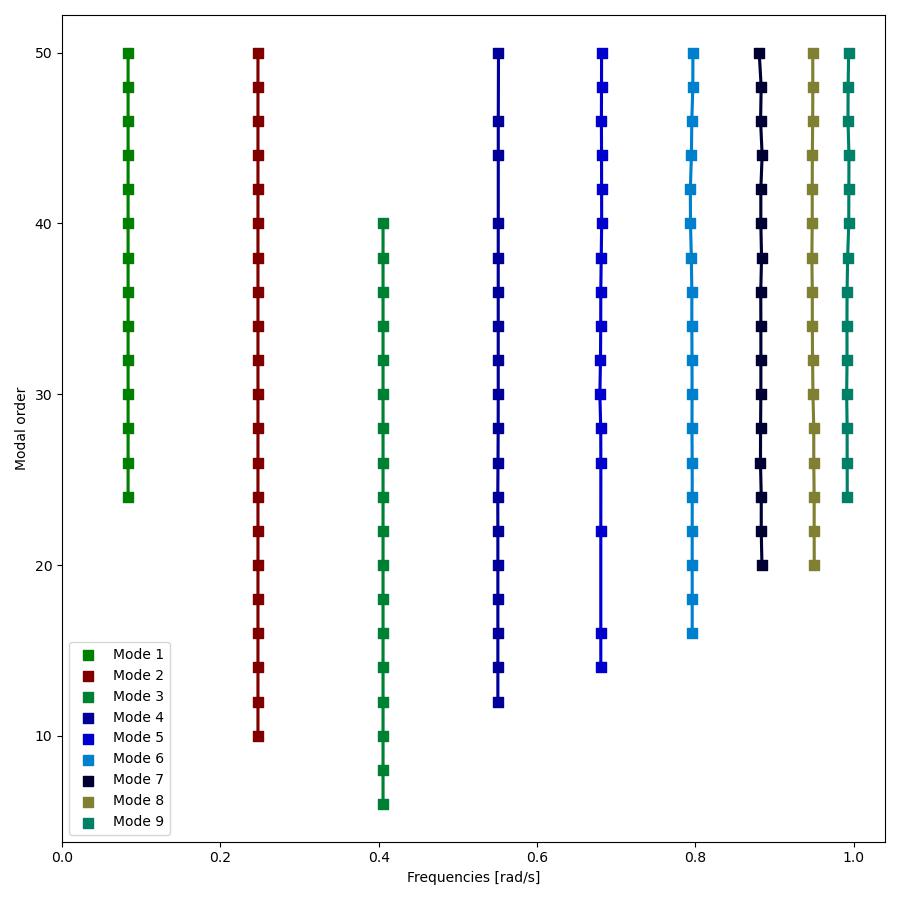 50
40
30
20
10
Modal order
Mode 1
Mode 2
Mode 3
Mode 4
Mode 5
Mode 6
Mode 7
Mode 8
Mode 9
0.0 0.2 0.4 0.6 0.8 1.0
Frequencies [rad/s]